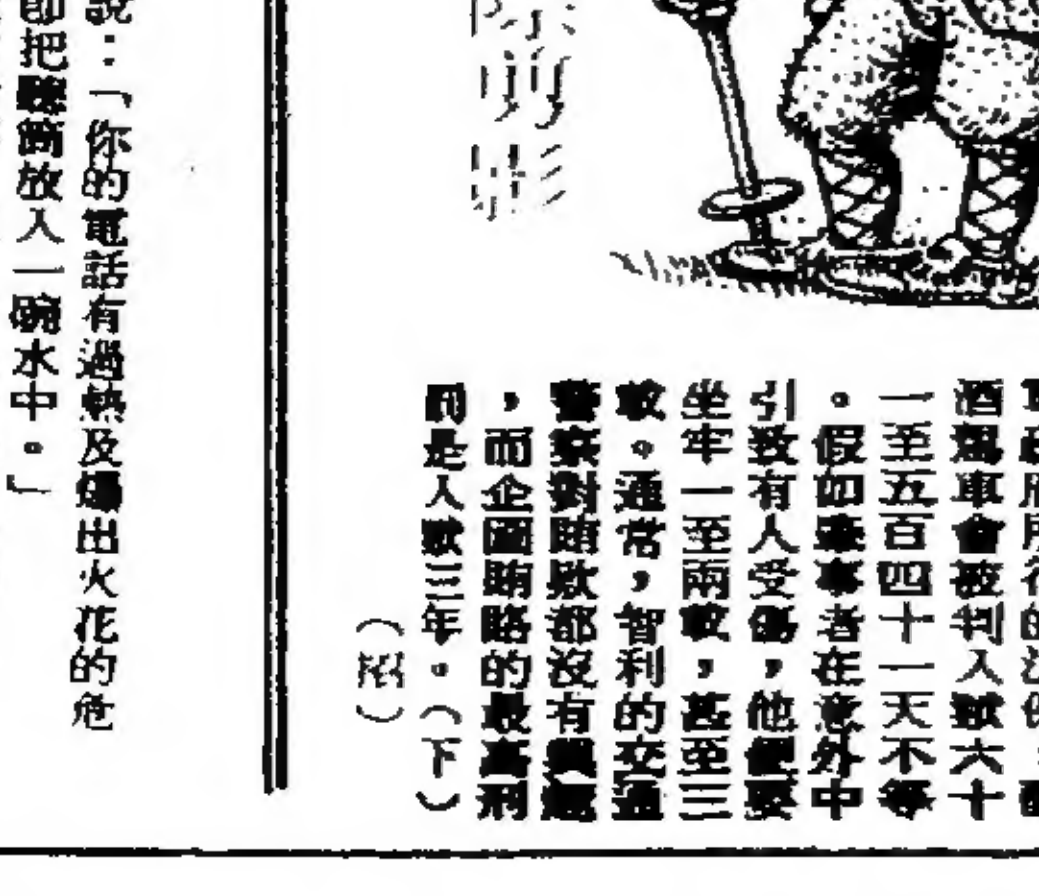 酒駕車會被判入獄六十
一至五百四十一天不等
。假如肇事者在意外中
引致有人受傷,他便要
坐牢一至兩載,甚至三
載。通常,智利的交通
警察對賄款都沒有興趣
,而企圖賄賂的最高刑
罰是入獄三年。(下)
(招)
際剪影
說:「你的電話有過熱及爆出火花的危
即把聽筒放入一碗水中。」